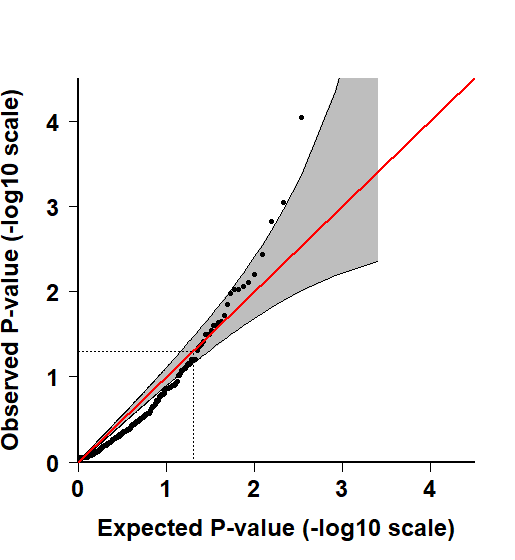 Observed P-value (-log10 scale)
4
3
2
1
0
0 1 2 3 4
Expected P-value (-log10 scale)